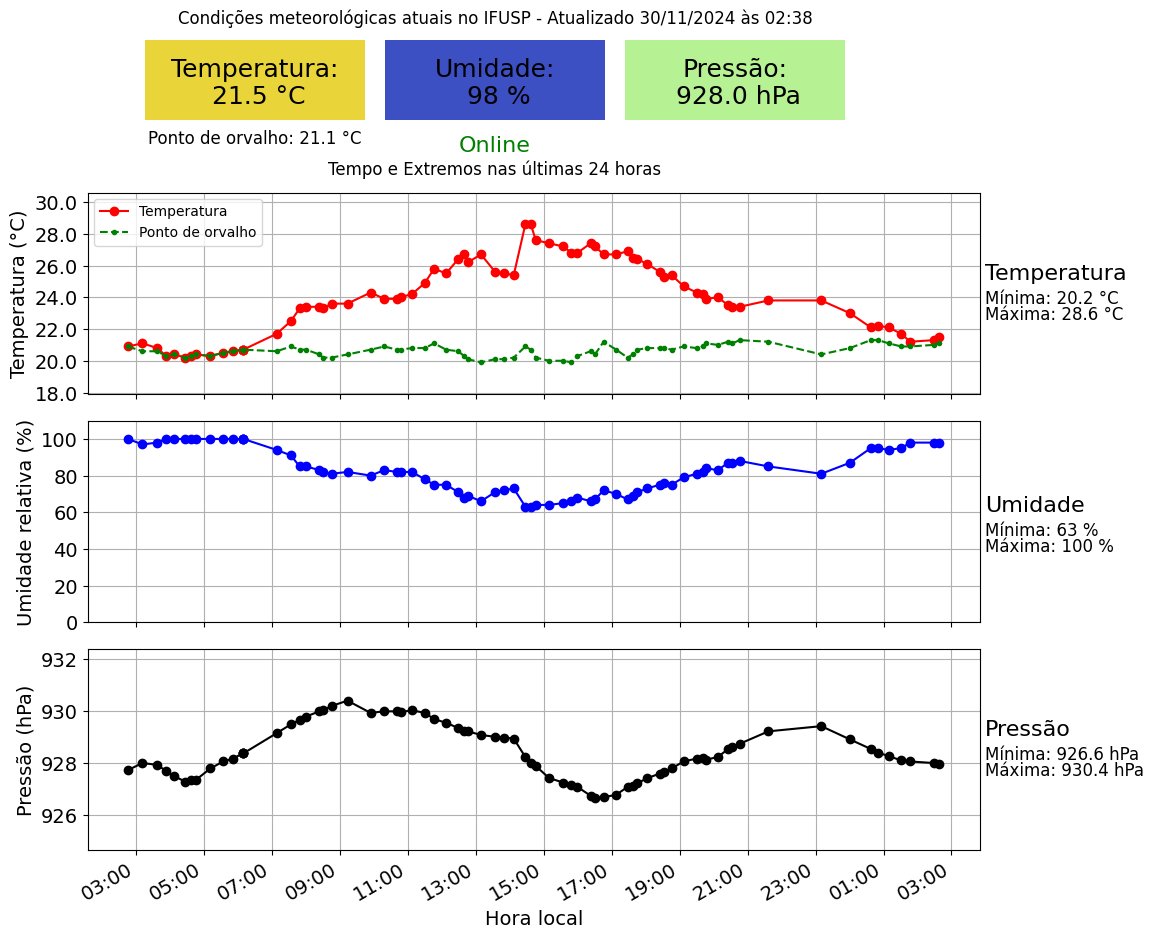 Condições meteorológicas atuais no IFUSP - Atualizado 30/11/2024 às 02:38
Temperatura:
21.5 °C
Umidade:
98 %
Pressão:
928.0 hPa
Ponto de orvalho: 21.1 °C
Online
Tempo e Extremos nas últimas 24 horas
Temperatura (°C)
30.0
28.0
26.0
24.0
22.0
20.0
18.0
Temperatura
Ponto de orvalho
Temperatura
Mínima: 20.2 °C
Máxima: 28.6 °C
Umidade relativa (%)
100
80
60
40
20
0
Umidade
Mínima: 63 %
Máxima: 100 %
Pressão (hPa)
932
930
928
926
Pressão
Mínima: 926.6 hPa
Máxima: 930.4 hPa
03:00 05:00 07:00 09:00 11:00 13:00 15:00 17:00 19:00 21:00 23:00 01:00 03:00
Hora local